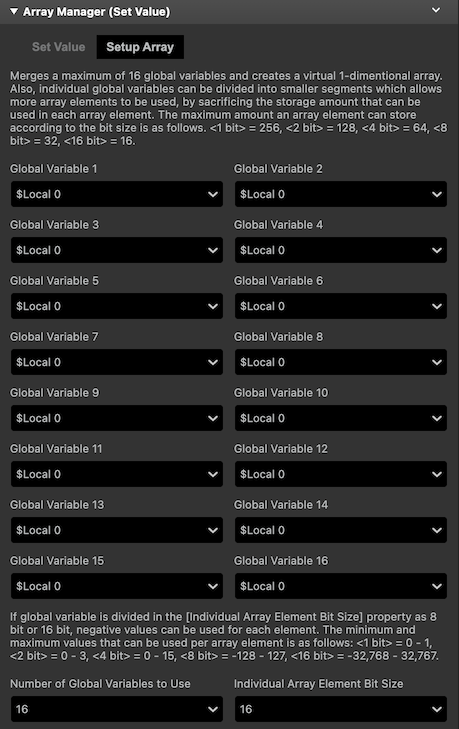 Array Manager (Set Value)
Set Value Setup Array
Merges a maximum of 16 global variables and creates a virtual 1-dimentional array.
Also, individual global variables can be divided into smaller segments which allows
more array elements to be used, by sacrificing the storage amount that can be
used in each array element. The maximum amount an array element can store
according to the bit size is as follows. <1 bit> = 256, <2 bit> = 128, <4 bit> = 64, <8
bit> = 32, <16 bit> = 16.
Global Variable 1 Global Variable 2
$Local 0 $Local 0
Global Variable 3 Global Variable 4
$Local 0 $Local 0
Global Variable 5 Global Variable 6
$Local 0 $Local 0
Global Variable 7 Global Variable 8
$Local 0 $Local 0
Global Variable 9 Global Variable 10
$Local 0 $Local 0
Global Variable 11 Global Variable 12
$Local 0 $Local 0
Global Variable 13 Global Variable 14
$Local 0 $Local 0
Global Variable 15 Global Variable 16
$Local 0 $Local 0
If global variable is divided in the [Individual Array Element Bit Size] property as 8
bit or 16 bit, negative values can be used for each element. The minimum and
maximum values that can be used per array element is as follows: <1 bit> = 0 - 1,
<2 bit> = 0 - 3, <4 bit> = 0 - 15, <8 bit> = -128 - 127, <16 bit> = -32,768 - 32,767.
Number of Global Variables to Use Individual Array Element Bit Size
16 16